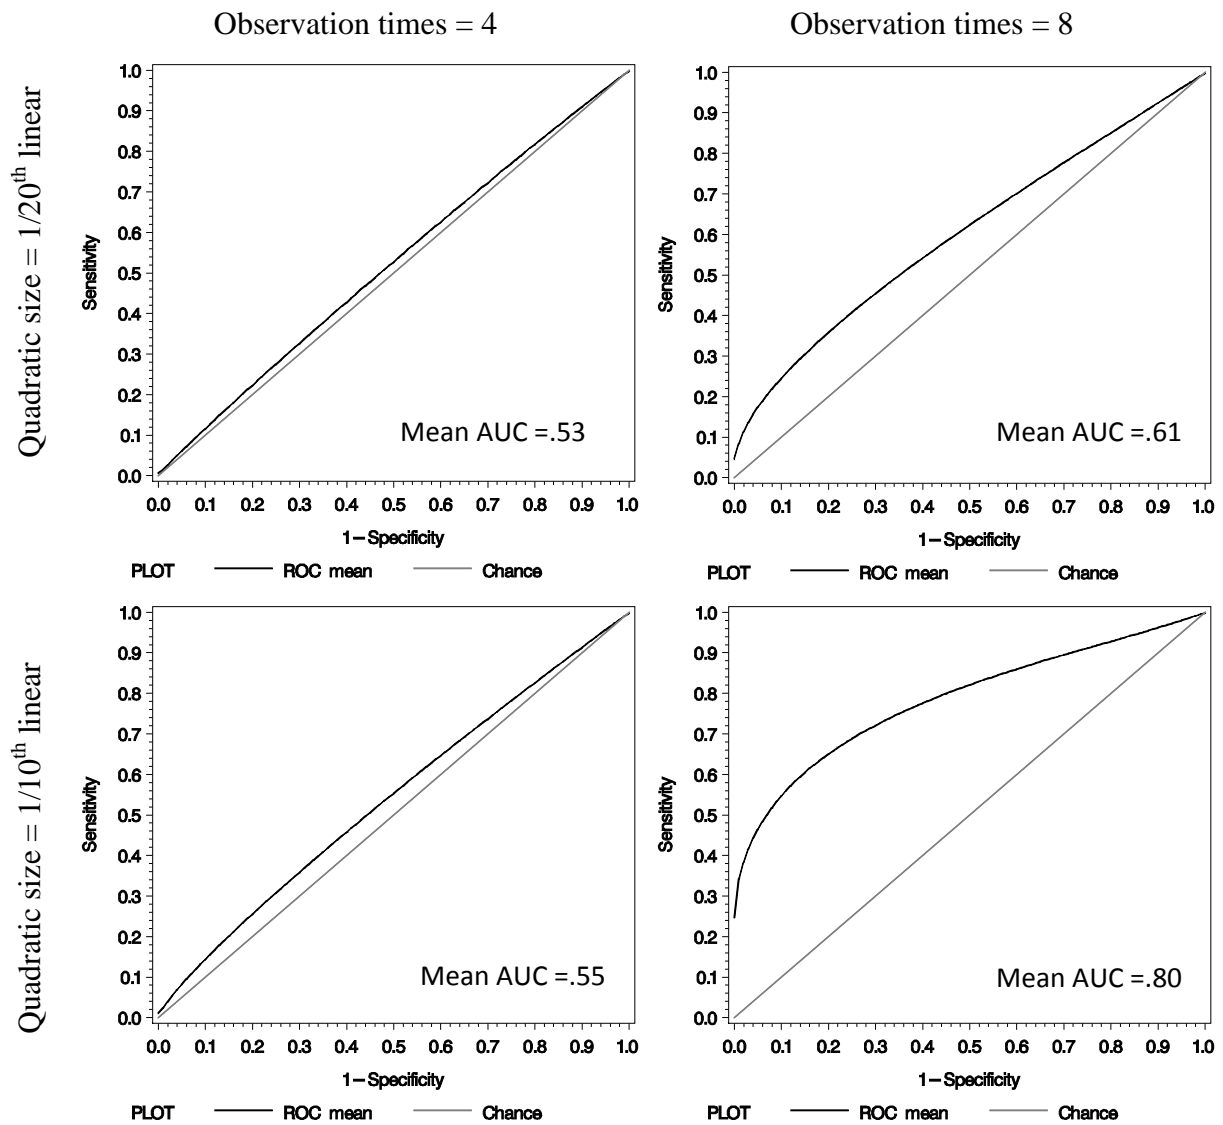 Observation times = 4
Observation times = 8
Quadratic size = 1/20th linear
1.0
0.9
0.8
0.7
0.6
0.5
0.4
0.3
0.2
0.1
0.0
Sensitivity
Mean AUC =.53
0.0 0.1 0.2 0.3 0.4 0.5 0.6 0.7 0.8 0.9 1.0
1−Specificity
PLOT ROC mean Chance
1.0
0.9
0.8
0.7
0.6
0.5
0.4
0.3
0.2
0.1
0.0
Sensitivity
Mean AUC =.61
0.0 0.1 0.2 0.3 0.4 0.5 0.6 0.7 0.8 0.9 1.0
1−Specificity
PLOT ROC mean Chance
Quadratic size = 1/10th linear
1.0
0.9
0.8
0.7
0.6
0.5
0.4
0.3
0.2
0.1
0.0
Sensitivity
Mean AUC =.55
0.0 0.1 0.2 0.3 0.4 0.5 0.6 0.7 0.8 0.9 1.0
1−Specificity
PLOT ROC mean Chance
1.0
0.9
0.8
0.7
0.6
0.5
0.4
0.3
0.2
0.1
0.0
Sensitivity
Mean AUC =.80
0.0 0.1 0.2 0.3 0.4 0.5 0.6 0.7 0.8 0.9 1.0
1−Specificity
PLOT ROC mean Chance